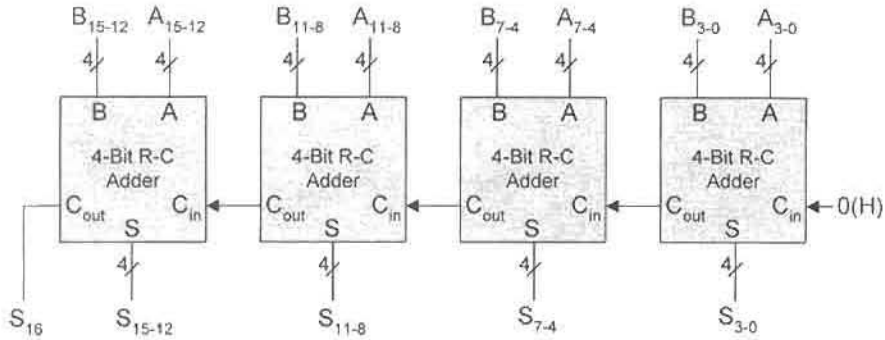 B15-12 A15-12 B11-8 A11-8 B7-4 A7-4 B3-0 A3-0
4 4 4 4 4 4 4 4
B A B A B A B A
4-Bit R-C Adder 4-Bit R-C Adder 4-Bit R-C Adder 4-Bit R-C Adder
Cout Cin Cout Cin Cout Cin Cout Cin 0(H)
S S S S
4 4 4 4
S16 S15-12 S11-8 S7-4 S3-0